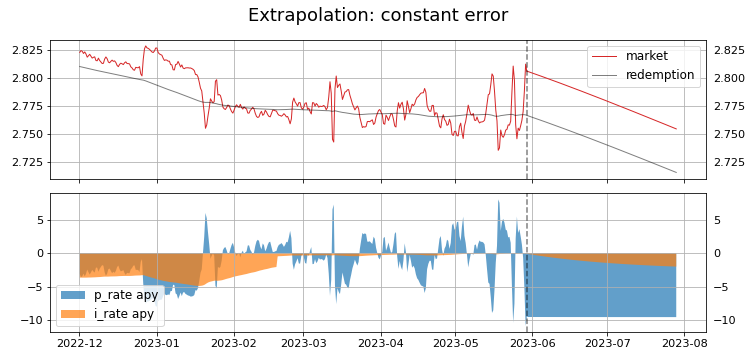 Extrapolation: constant error
2.825 2.825
market
redemption
2.800 2.800
2.775 2.775
2.750 2.750
2.725 2.725
5 5
0 0
−5 −5
p_rate apy
i_rate apy
−10 −10
2022-12 2023-01 2023-02 2023-03 2023-04 2023-05 2023-06 2023-07 2023-08